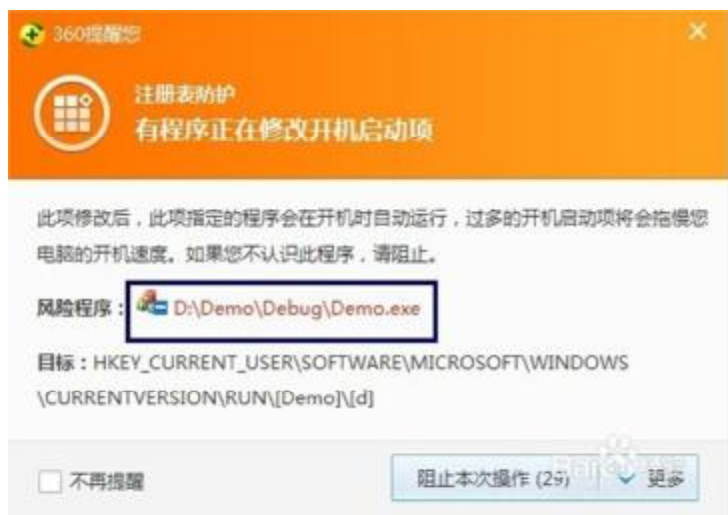 360提醒您
注册表防护
有程序正在修改开机启动项
此项修改后，此项指定的程序会在开机时自动运行，过多的开机启动项将会拖慢您
电脑的开机速度。如果您不认识此程序，请阻止。
风险程序： D:\Demo\Debug\Demo.exe
目标：HKEY_CURRENT_USER\SOFTWARE\MICROSOFT\WINDOWS
\CURRENTVERSION\RUN\[Demo]\[d]
不再提醒
阻止本次操作 (29) 更多